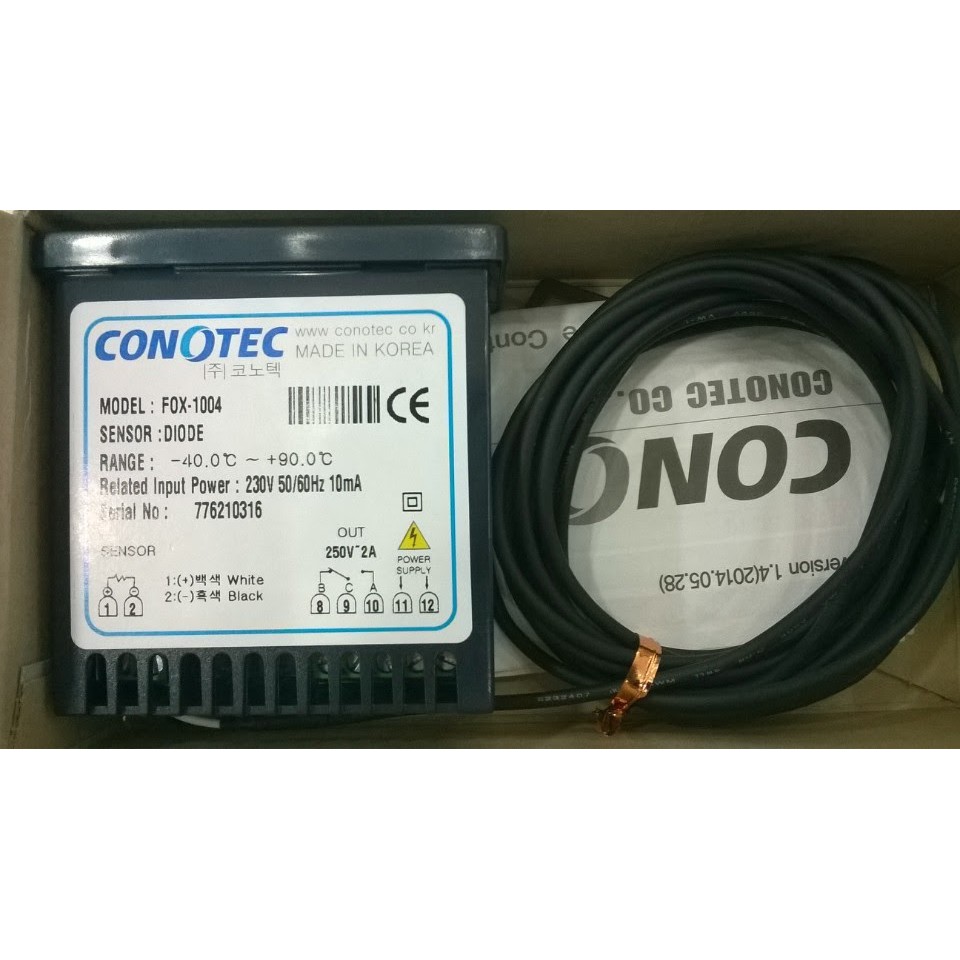 CONOTEC www conotec co kr
(주)코노텍 MADE IN KOREA
MODEL : FOX-1004
CE
SENSOR : DIODE
RANGE : -40.0℃ ~ +90.0℃
Related Input Power : 230V 50/60Hz 10mA
Serial No : 776210316
SENSOR
1:(+)백색 White
2:(-)흑색 Black
1 2
OUT
250V~2A
POWER
SUPPLY
B C A
8 9 10 11 12
CONOTEC CO.
CONO
version 1.4(2014.05.28)